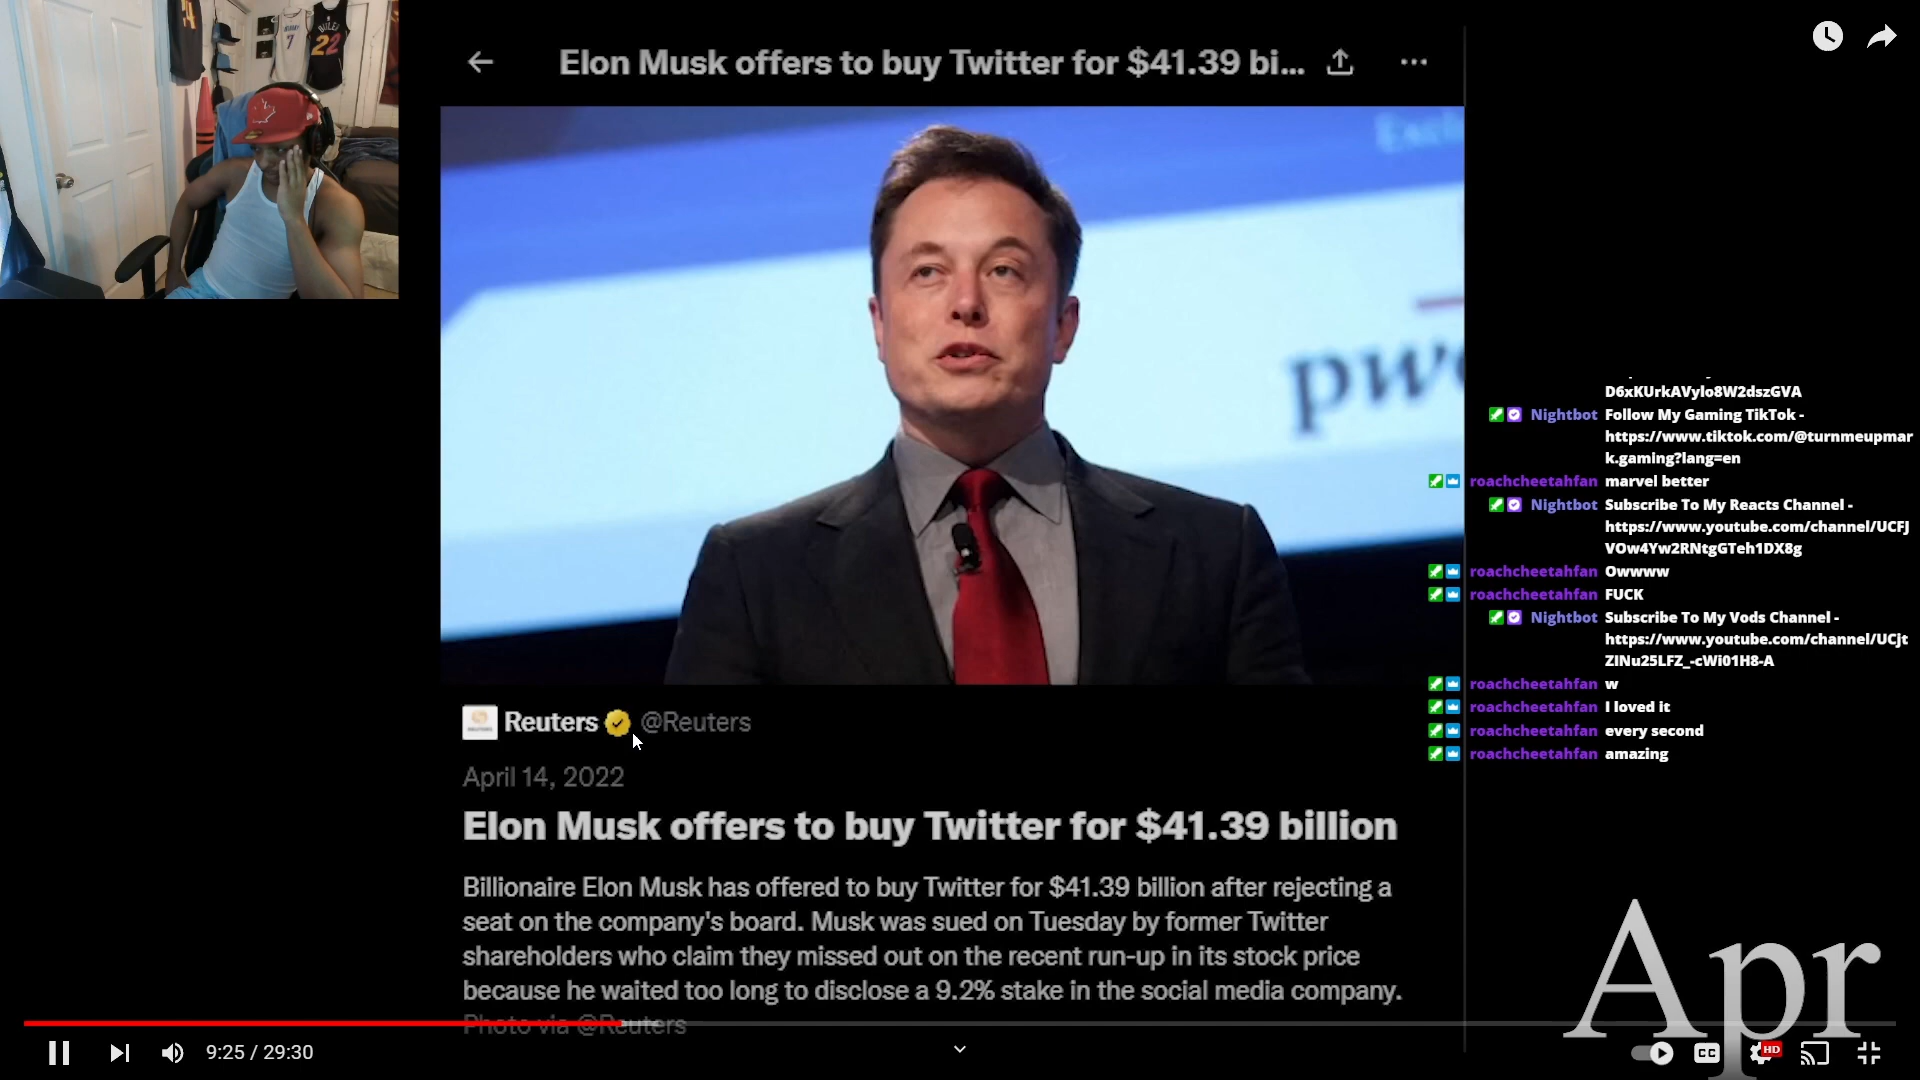 Elon Musk offers to buy Twitter for $41.39 bi...
Excl
pwc
Reuters @Reuters
April 14, 2022
Elon Musk offers to buy Twitter for $41.39 billion
Billionaire Elon Musk has offered to buy Twitter for $41.39 billion after rejecting a
seat on the company's board. Musk was sued on Tuesday by former Twitter
shareholders who claim they missed out on the recent run-up in its stock price
because he waited too long to disclose a 9.2% stake in the social media company.
Photo via @Reuters
D6xKUrkAVylo8W2dszGVA
Nightbot Follow My Gaming TikTok -
https://www.tiktok.com/@turnmeupmar
k.gaming?lang=en
roachcheetahfan marvel better
Nightbot Subscribe To My Reacts Channel -
https://www.youtube.com/channel/UCFJ
VOw4Yw2RNtgGTeh1DX8g
roachcheetahfan Owwww
roachcheetahfan FUCK
Nightbot Subscribe To My Vods Channel -
https://www.youtube.com/channel/UCjt
ZINu25LFZ_-cWi01H8-A
roachcheetahfan w
roachcheetahfan I loved it
roachcheetahfan every second
roachcheetahfan amazing
Apr
9:25 / 29:30
CC
HD
7
22